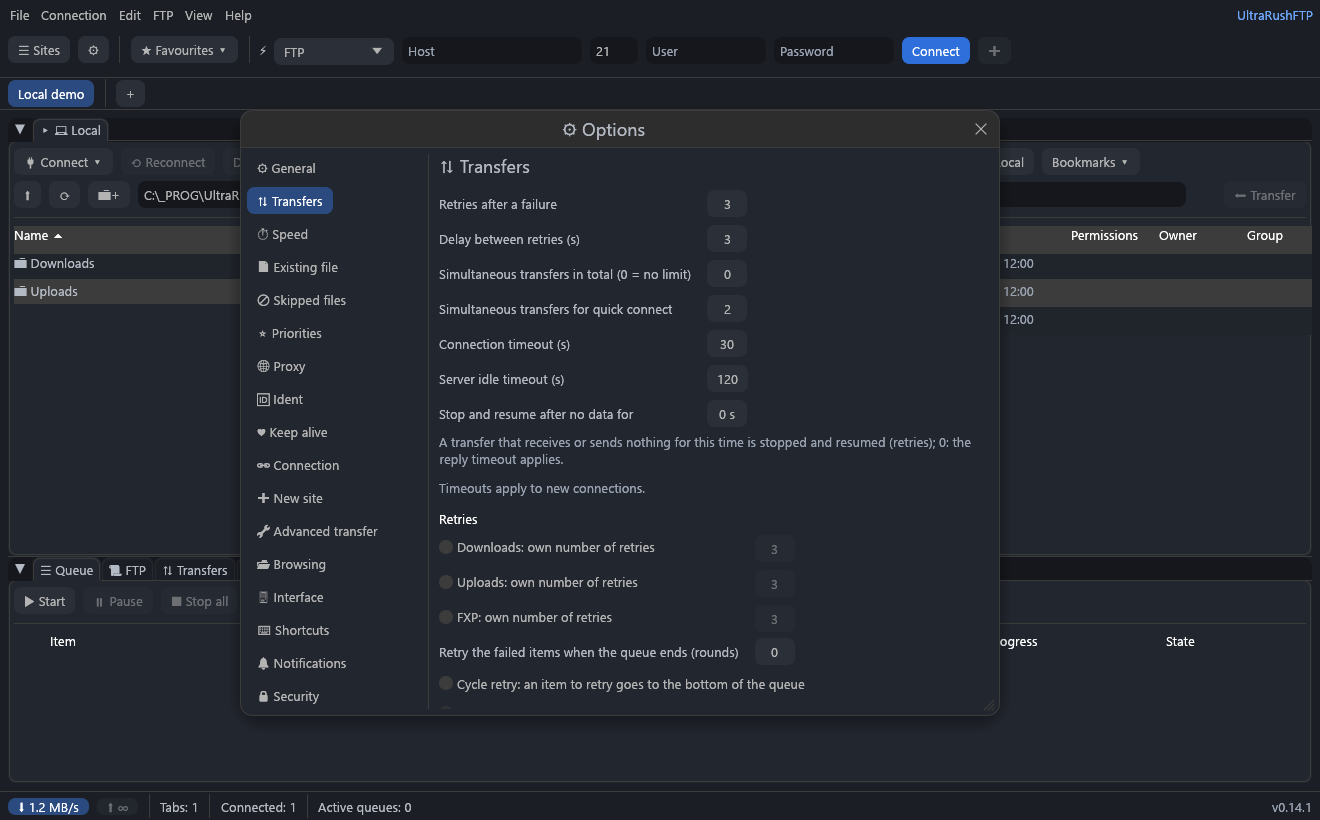 File Connection Edit FTP View Help UltraRushFTP
Sites Favourites FTP Host 21 User Password Connect +
Local demo +
Local
Options
Connect Reconnect D ocal Bookmarks
C:\_PROG\UltraR Transfer
Name Permissions Owner Group
Downloads 12:00
Uploads 12:00
12:00
General
Transfers
Speed
Existing file
Skipped files
Priorities
Proxy
Ident
Keep alive
Connection
New site
Advanced transfer
Browsing
Interface
Shortcuts
Notifications
Security
Transfers
Retries after a failure 3
Delay between retries (s) 3
Simultaneous transfers in total (0 = no limit) 0
Simultaneous transfers for quick connect 2
Connection timeout (s) 30
Server idle timeout (s) 120
Stop and resume after no data for 0 s
A transfer that receives or sends nothing for this time is stopped and resumed (retries); 0: the
reply timeout applies.
Timeouts apply to new connections.
Retries
Downloads: own number of retries 3
Uploads: own number of retries 3
FXP: own number of retries 3
Retry the failed items when the queue ends (rounds) 0
Cycle retry: an item to retry goes to the bottom of the queue
Queue FTP Transfers
Start Pause Stop all
Item ogress State
1.2 MB/s ∞ Tabs: 1 Connected: 1 Active queues: 0 v0.14.1